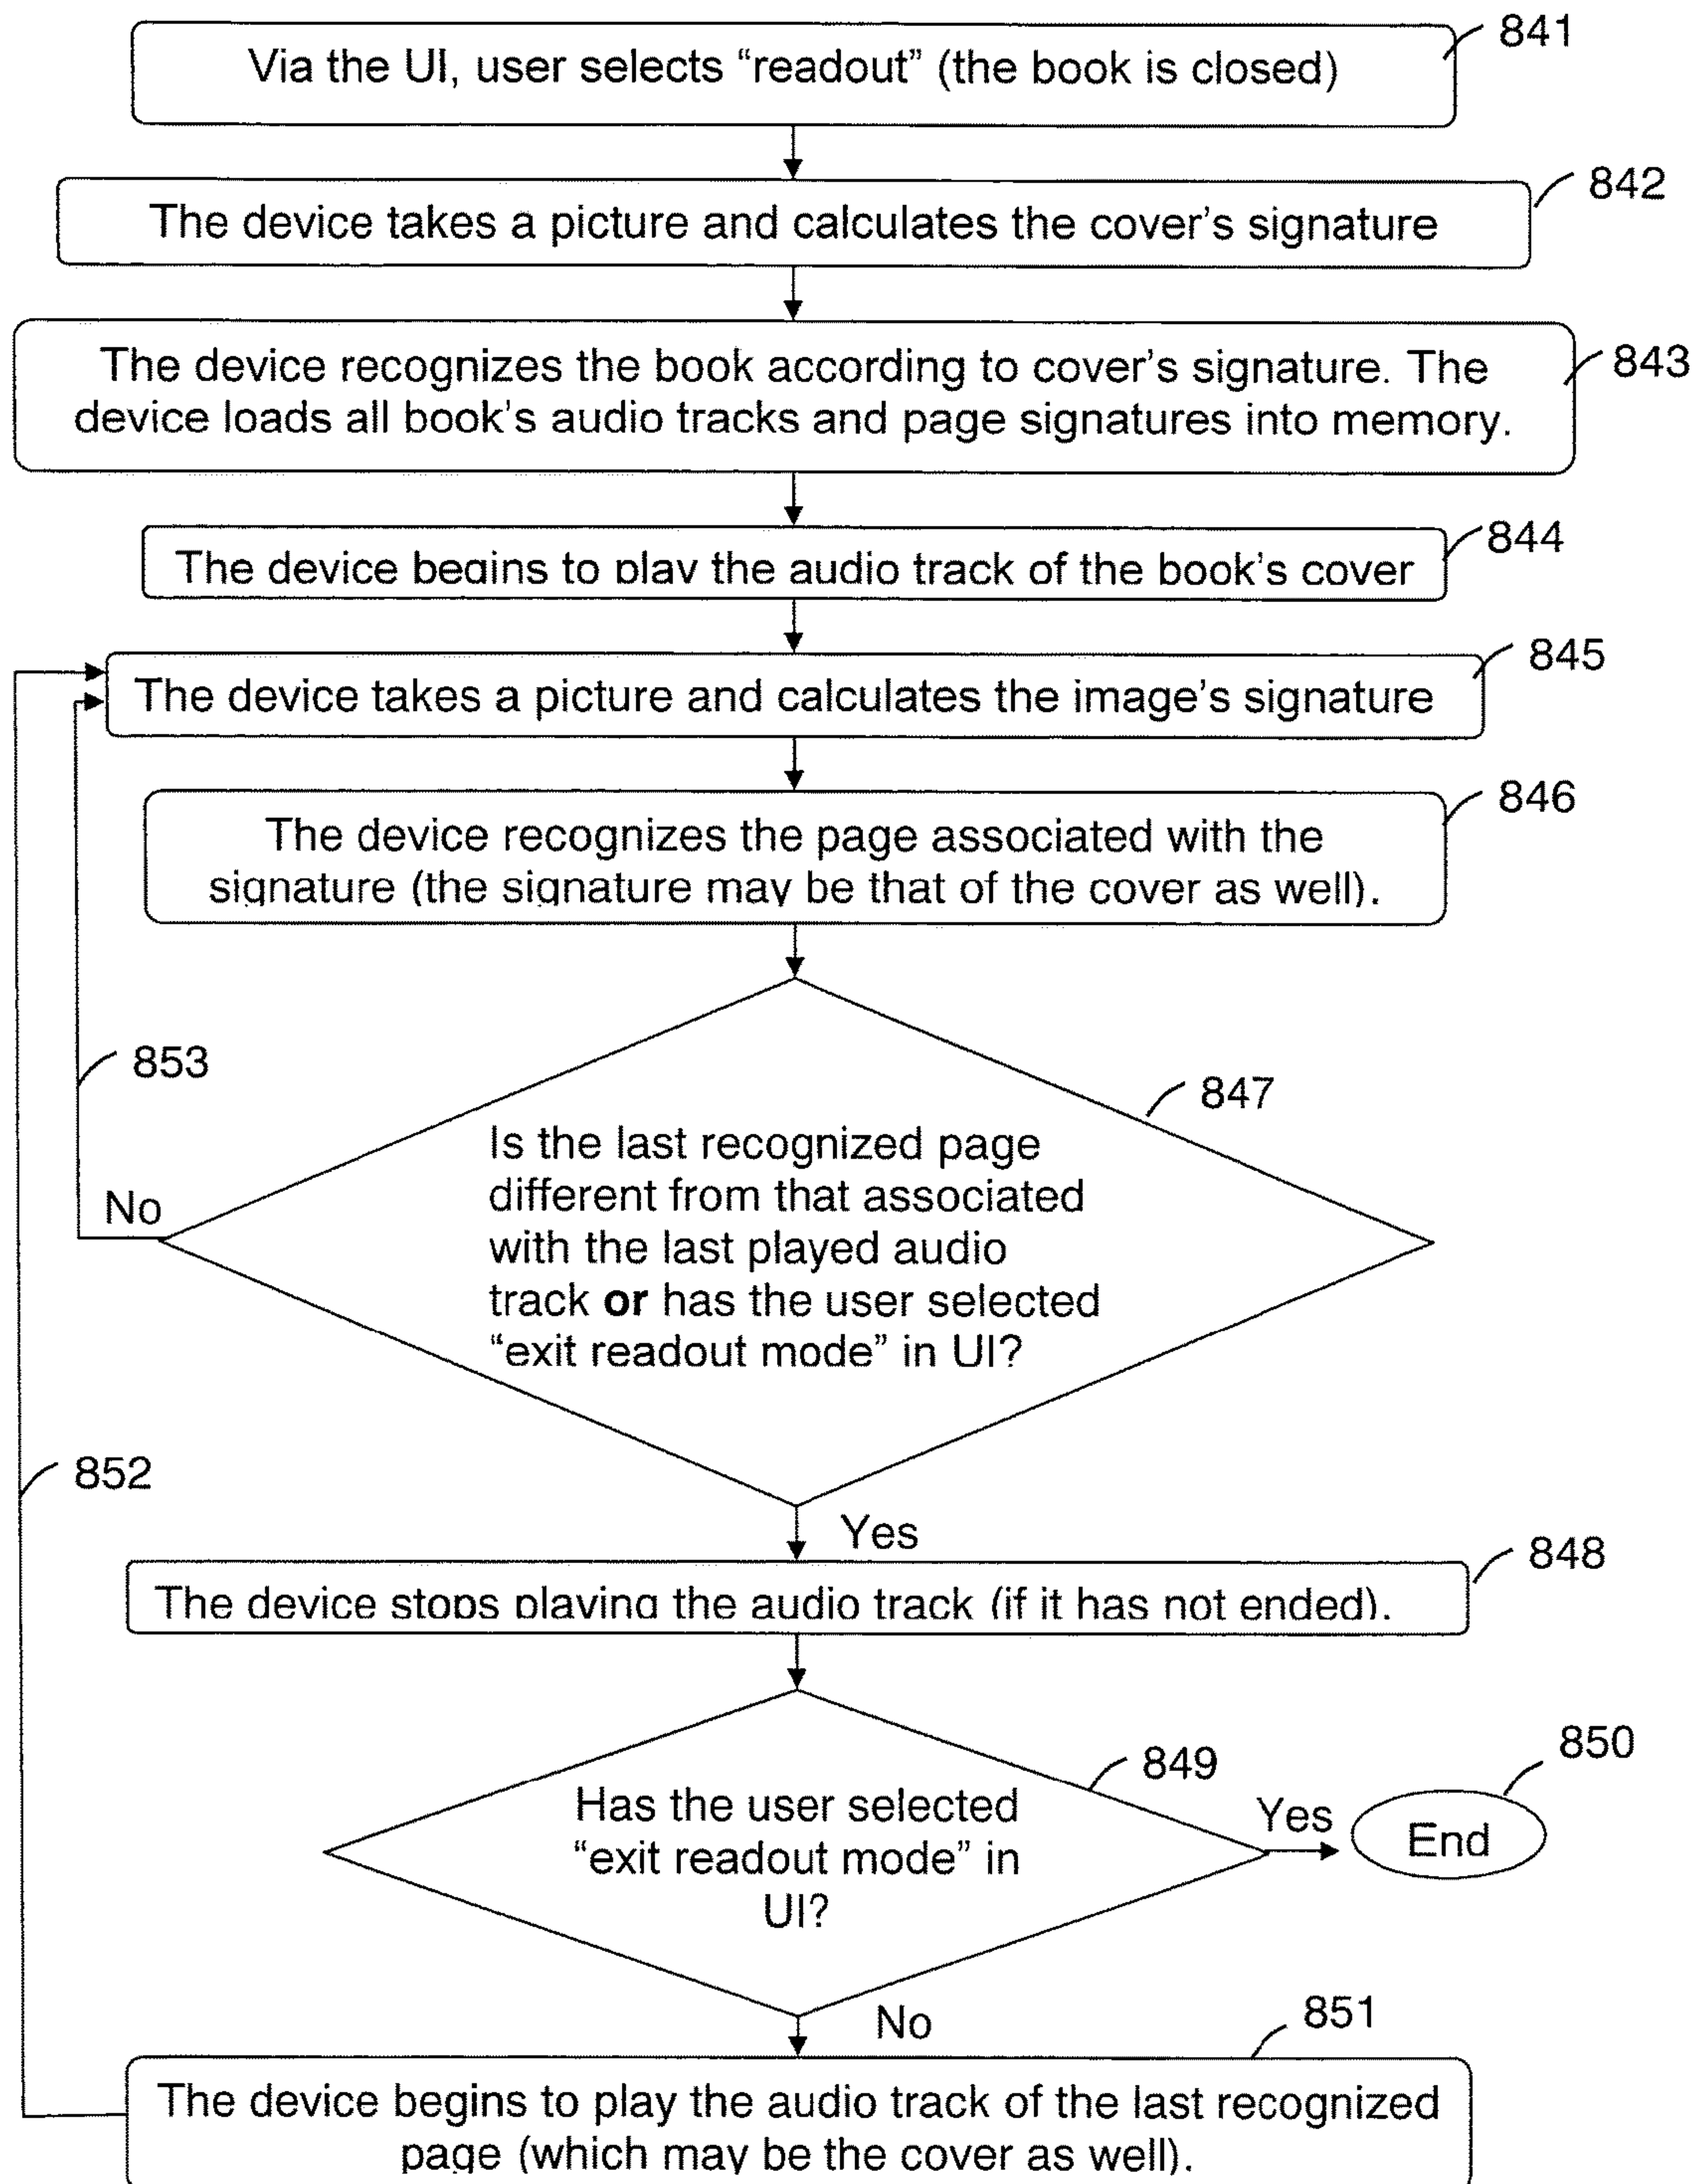 841
Via the UI, user selects “readout” (the book is closed)
842
The device takes a picture and calculates the cover’s signature
843
The device recognizes the book according to cover’s signature. The
device loads all book’s audio tracks and page signatures into memory.
844
The device begins to play the audio track of the book’s cover
845
The device takes a picture and calculates the image’s signature
846
The device recognizes the page associated with the
signature (the signature may be that of the cover as well).
853
847
Is the last recognized page
different from that associated
with the last played audio
track or has the user selected
“exit readout mode” in UI?
No
852
Yes
848
The device stops playing the audio track (if it has not ended).
849
850
Has the user selected
“exit readout mode” in
UI?
Yes
End
No
851
The device begins to play the audio track of the last recognized
page (which may be the cover as well).